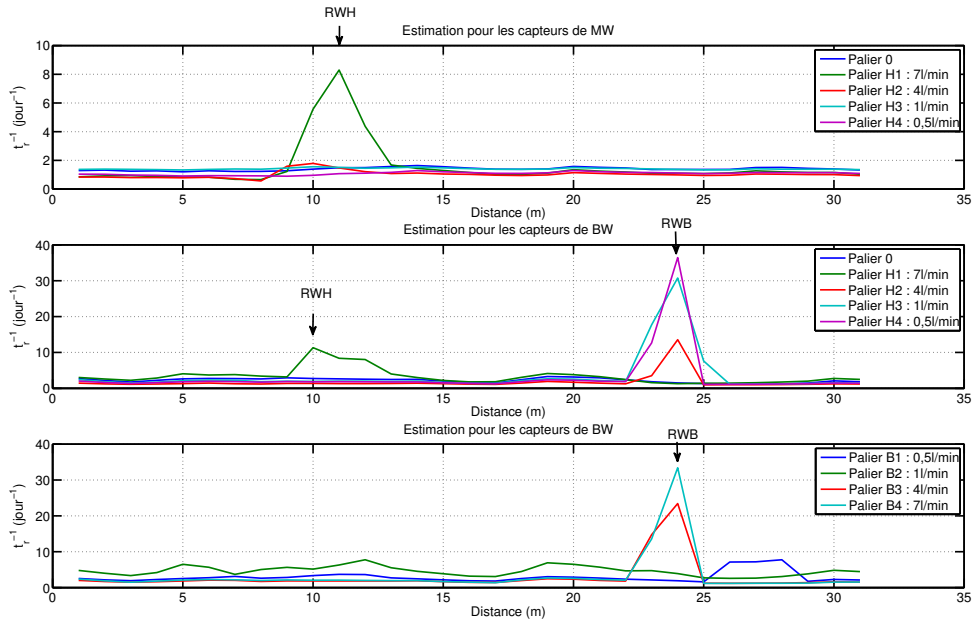 RWH
Estimation pour les capteurs de MW
10
8
6
4
2
0
t_r^−1 (jour^−1)
Palier 0
Palier H1 : 7l/min
Palier H2 : 4l/min
Palier H3 : 1l/min
Palier H4 : 0,5l/min
0 5 10 15 20 25 30 35
Distance (m)
Estimation pour les capteurs de BW
RWB
RWH
40
30
20
10
0
t_r^−1 (jour^−1)
Palier 0
Palier H1 : 7l/min
Palier H2 : 4l/min
Palier H3 : 1l/min
Palier H4 : 0,5l/min
0 5 10 15 20 25 30 35
Distance (m)
Estimation pour les capteurs de BW
RWB
40
30
20
10
0
t_r^−1 (jour^−1)
Palier B1 : 0,5l/min
Palier B2 : 1l/min
Palier B3 : 4l/min
Palier B4 : 7l/min
0 5 10 15 20 25 30 35
Distance (m)